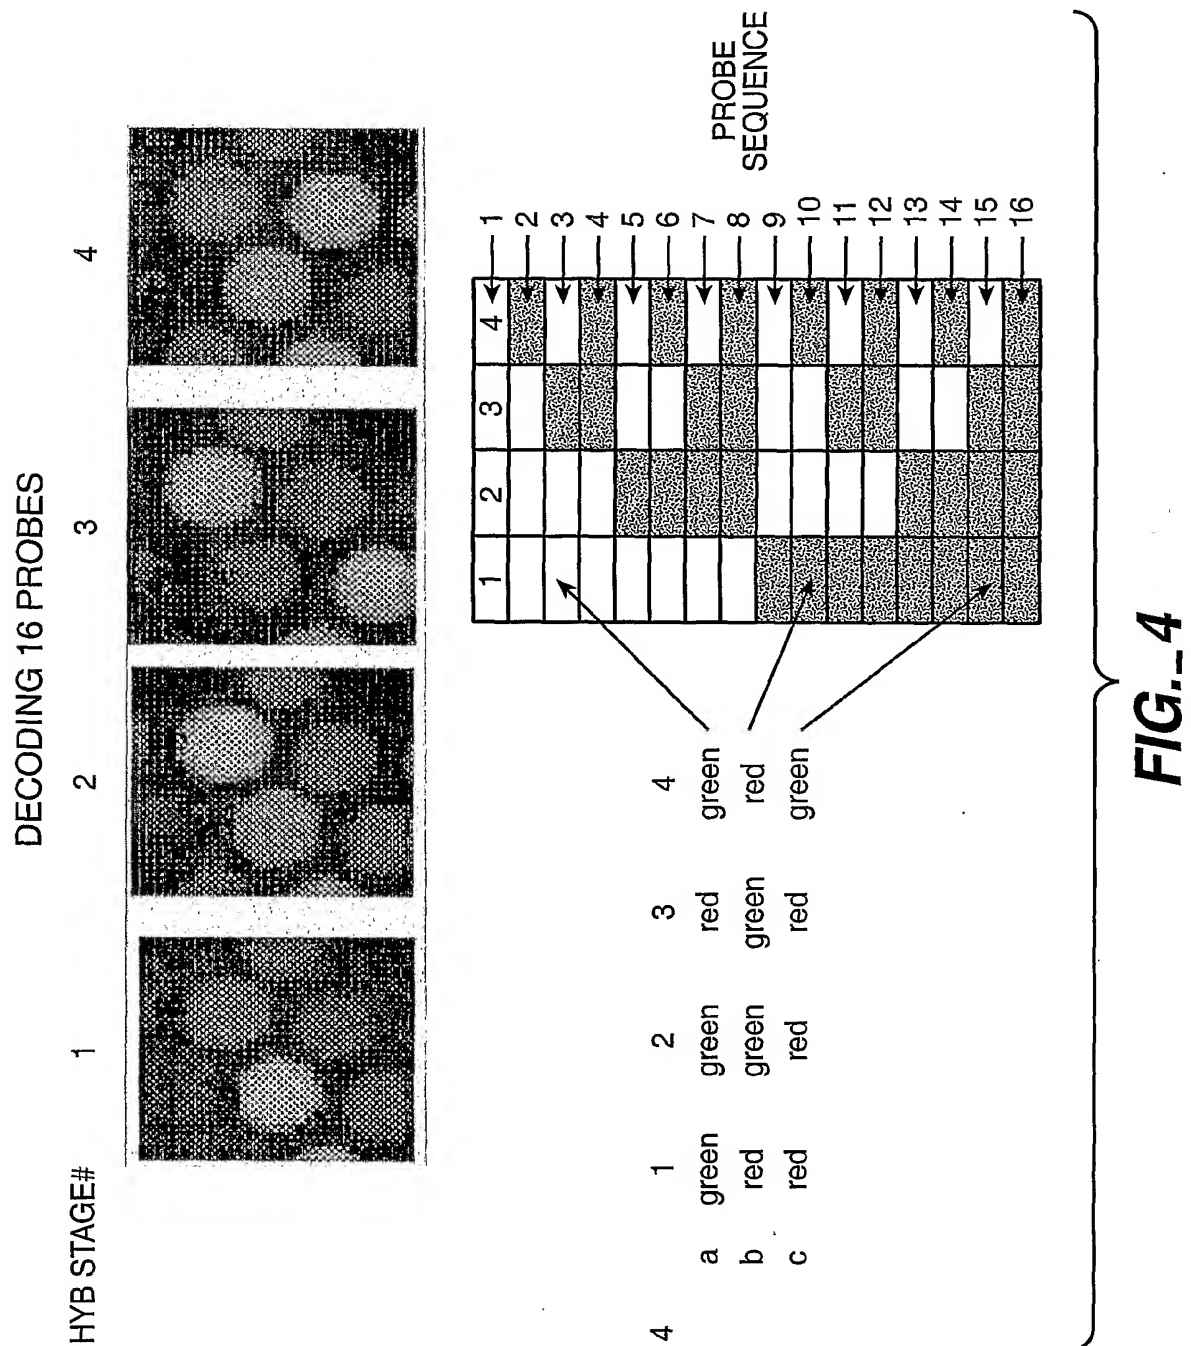 DECODING 16 PROBES
HYB STAGE# 1 2 3 4
4
1 2 3 4
a green green red green
b red green green red
c red red red green
1 2 3 4
1
2
3
4
5
6
7
8
9
10
11
12
13
14
15
16
PROBE
SEQUENCE
FIG._4